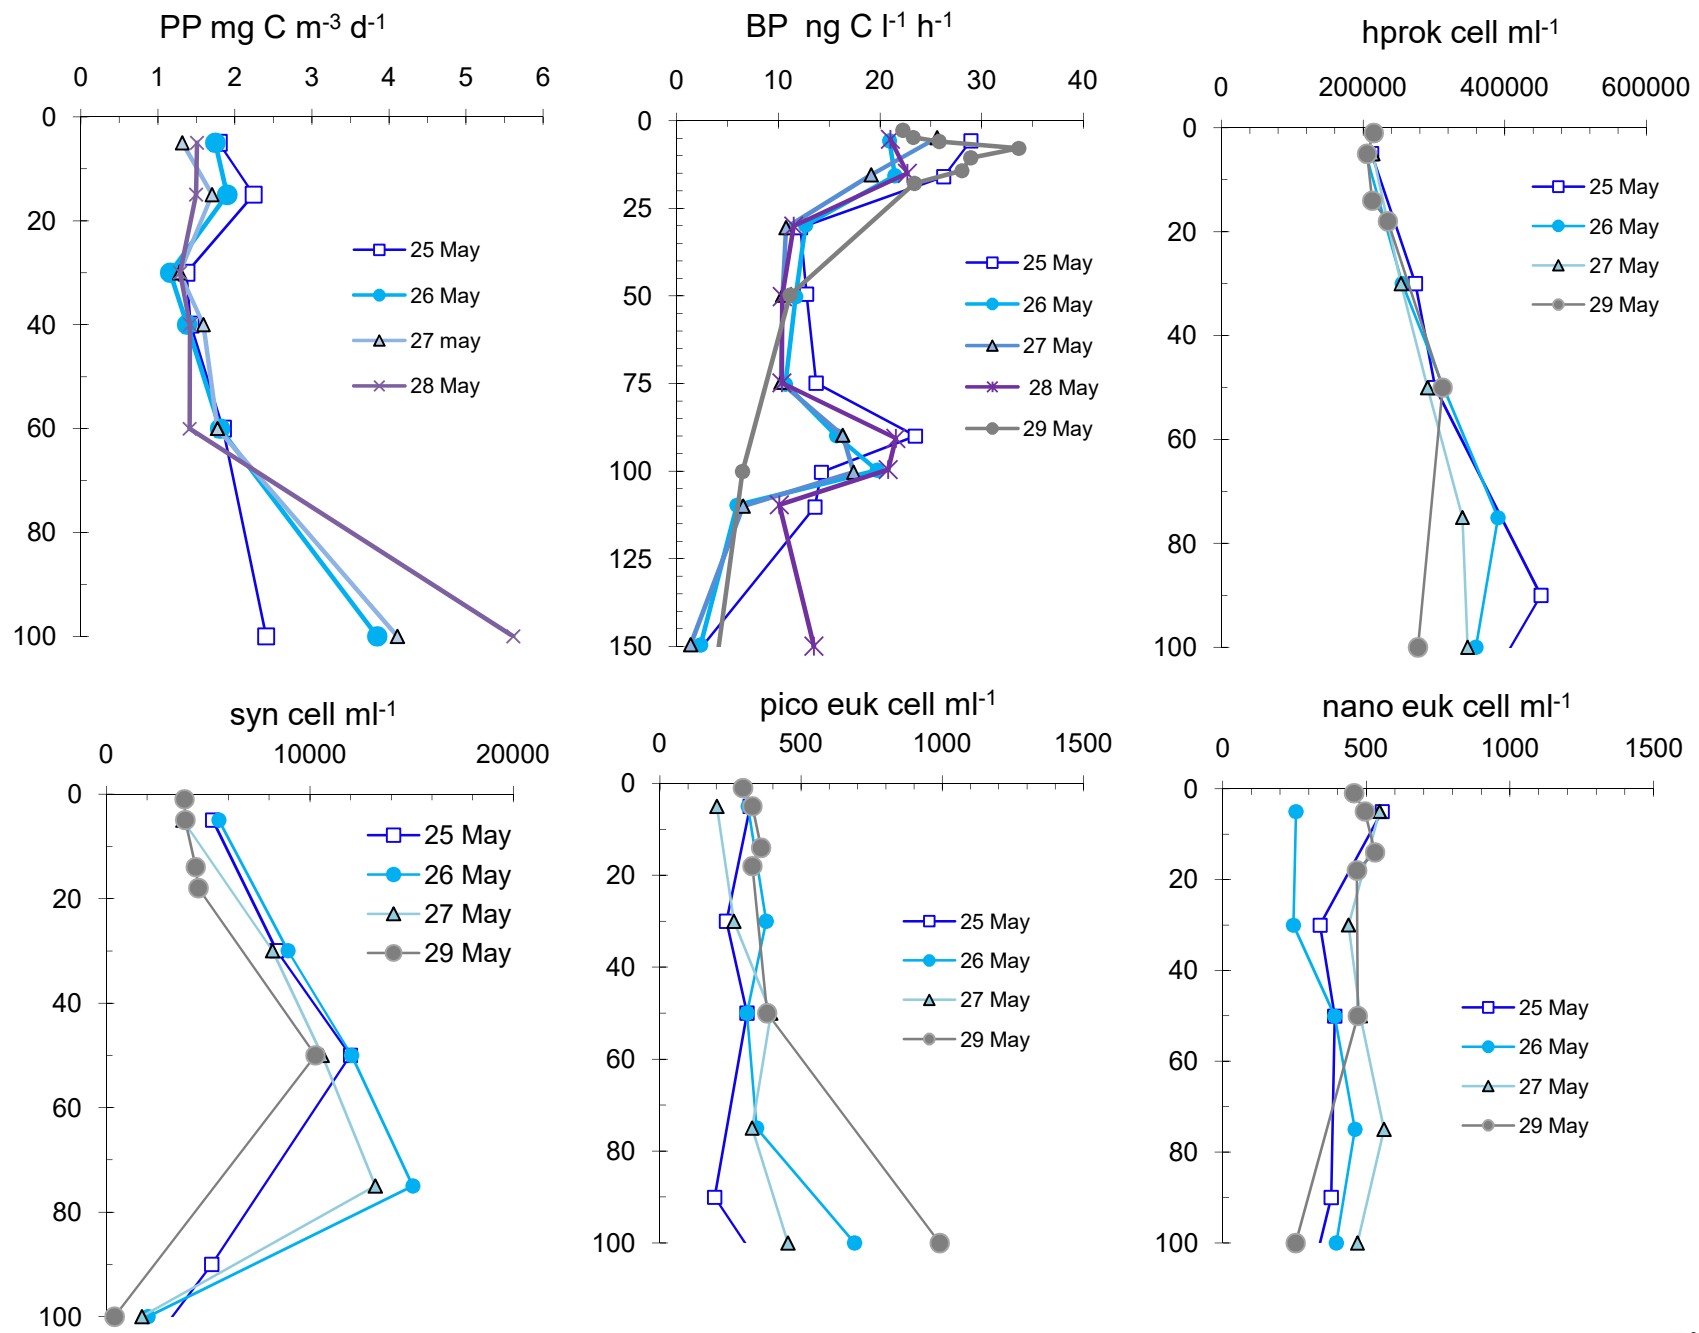 PP mg C m-3 d-1
0 1 2 3 4 5 6
0
20
40
60
80
100
25 May
26 May
27 may
28 May
BP ng C l-1 h-1
0 10 20 30 40
0
25
50
75
100
125
150
25 May
26 May
27 May
28 May
29 May
hprok cell ml-1
0 200000 400000 600000
0
20
40
60
80
100
25 May
26 May
27 May
29 May
syn cell ml-1
0 10000 20000
0
20
40
60
80
100
25 May
26 May
27 May
29 May
pico euk cell ml-1
0 500 1000 1500
0
20
40
60
80
100
25 May
26 May
27 May
29 May
nano euk cell ml-1
0 500 1000 1500
0
20
40
60
80
100
25 May
26 May
27 May
29 May